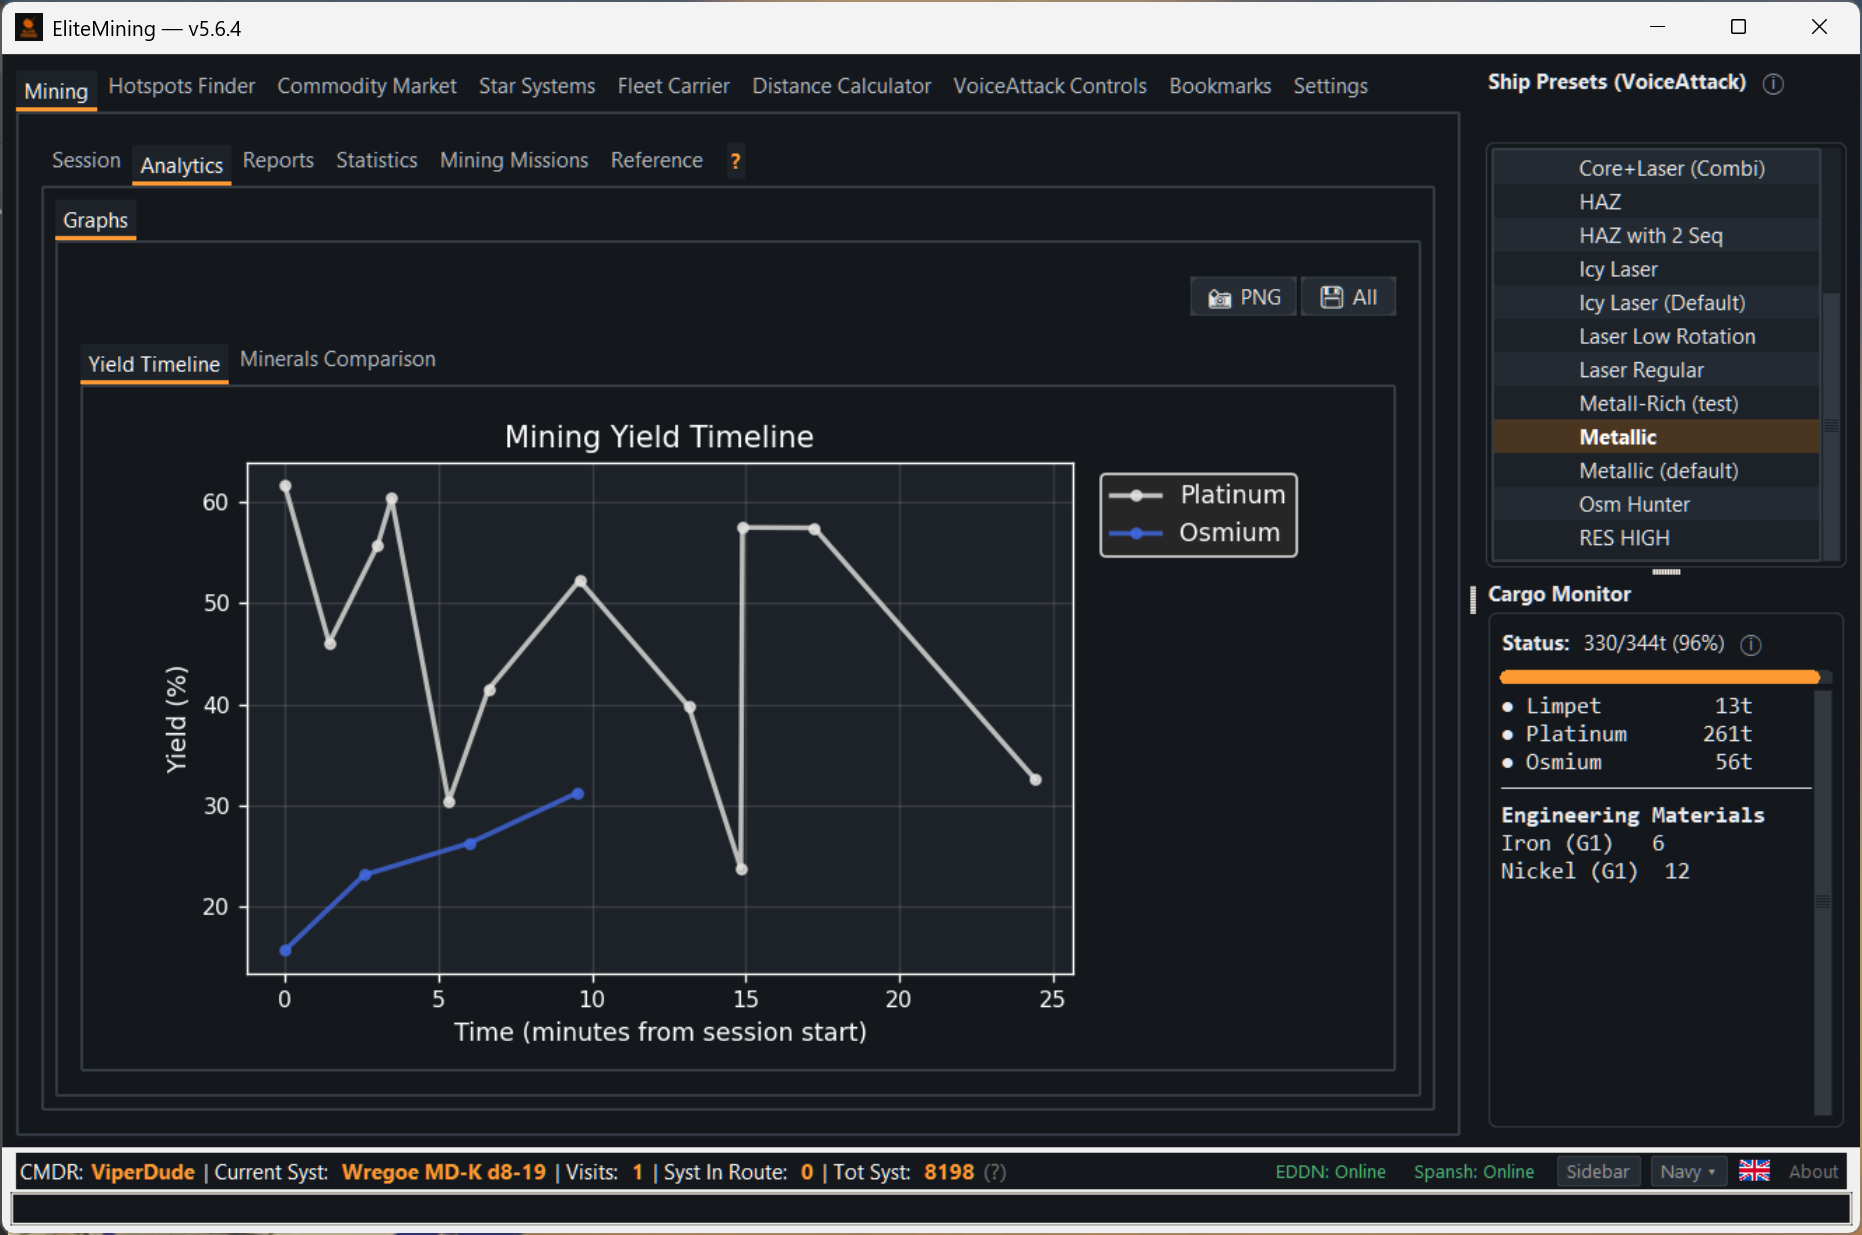 EliteMining — v5.6.4
Mining Hotspots Finder Commodity Market Star Systems Fleet Carrier Distance Calculator VoiceAttack Controls Bookmarks Settings
Session Analytics Reports Statistics Mining Missions Reference ?
Graphs
PNG All
Yield Timeline Minerals Comparison
Mining Yield Timeline
Platinum
Osmium
60
50
40
30
20
Yield (%)
0 5 10 15 20 25
Time (minutes from session start)
Ship Presets (VoiceAttack) ⓘ
Core+Laser (Combi)
HAZ
HAZ with 2 Seq
Icy Laser
Icy Laser (Default)
Laser Low Rotation
Laser Regular
Metall-Rich (test)
Metallic
Metallic (default)
Osm Hunter
RES HIGH
Cargo Monitor
Status: 330/344t (96%) ⓘ
• Limpet 13t
• Platinum 261t
• Osmium 56t
Engineering Materials
Iron (G1) 6
Nickel (G1) 12
CMDR: ViperDude | Current Syst: Wregoe MD-K d8-19 | Visits: 1 | Syst In Route: 0 | Tot Syst: 8198 (?) EDDN: Online Spansh: Online Sidebar Navy About